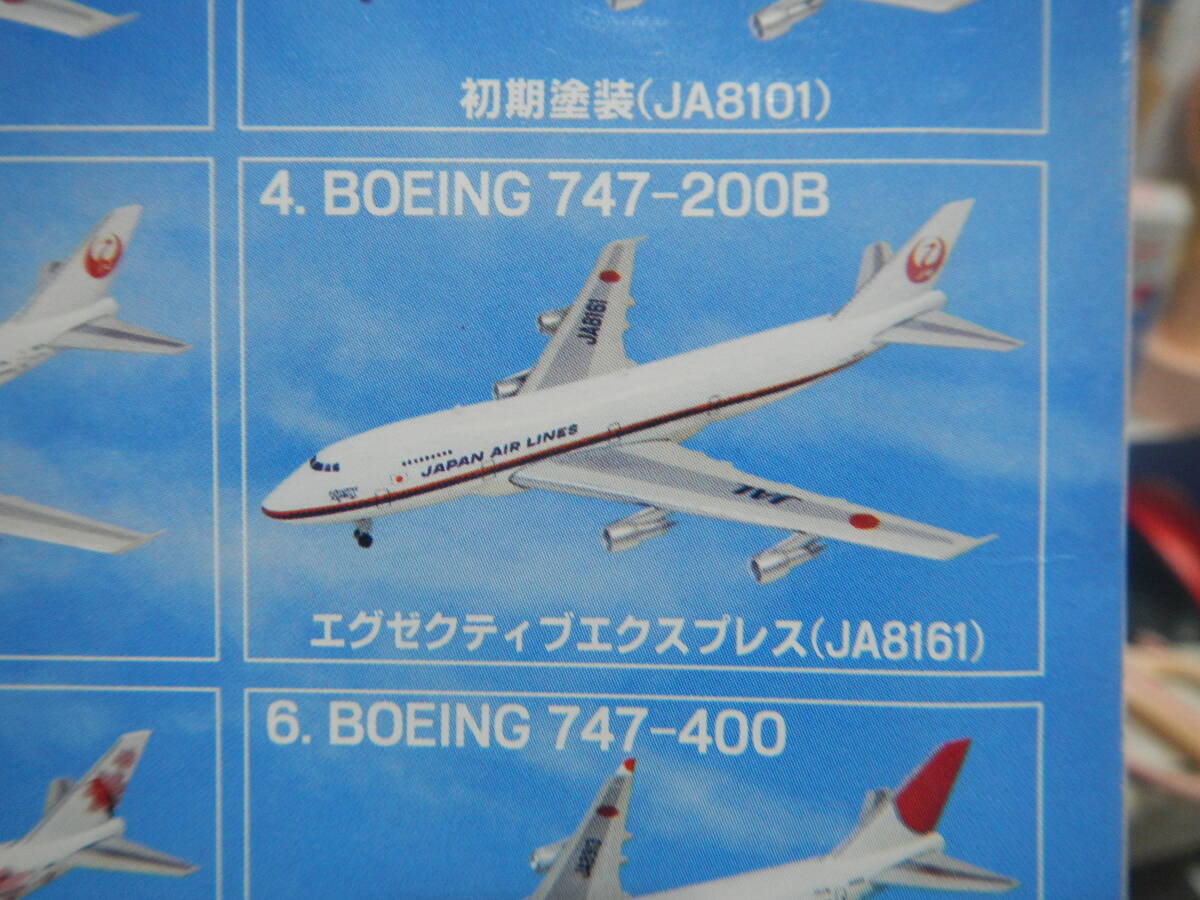 初期塗装(JA8101)
4. BOEING 747-200B
JA8161
JAPAN AIR LINES
JAL
エグゼクティブエクスプレス(JA8161)
6. BOEING 747-400